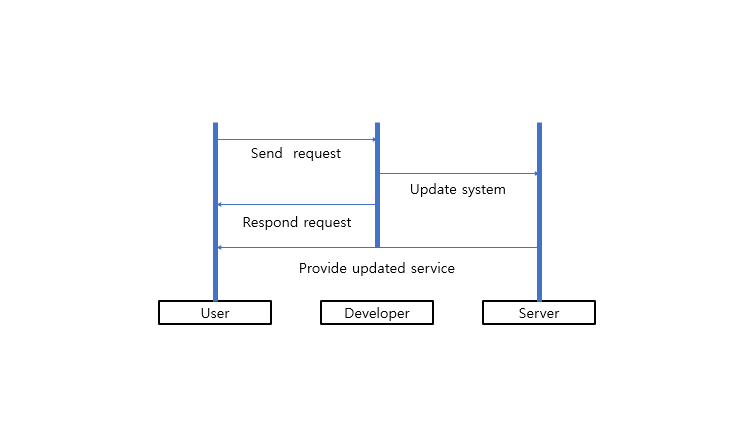 Send request
Update system
Respond request
Provide updated service
User
Developer
Server